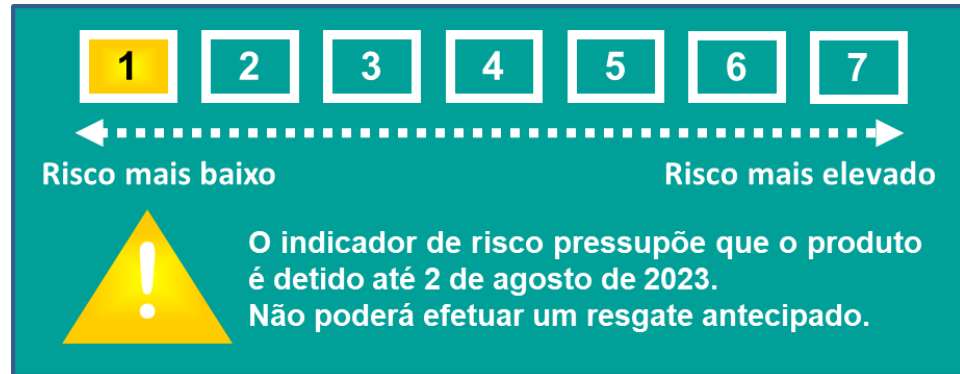 1 2 3 4 5 6 7
Risco mais baixo Risco mais elevado
! O indicador de risco pressupõe que o produto
é detido até 2 de agosto de 2023.
Não poderá efetuar um resgate antecipado.